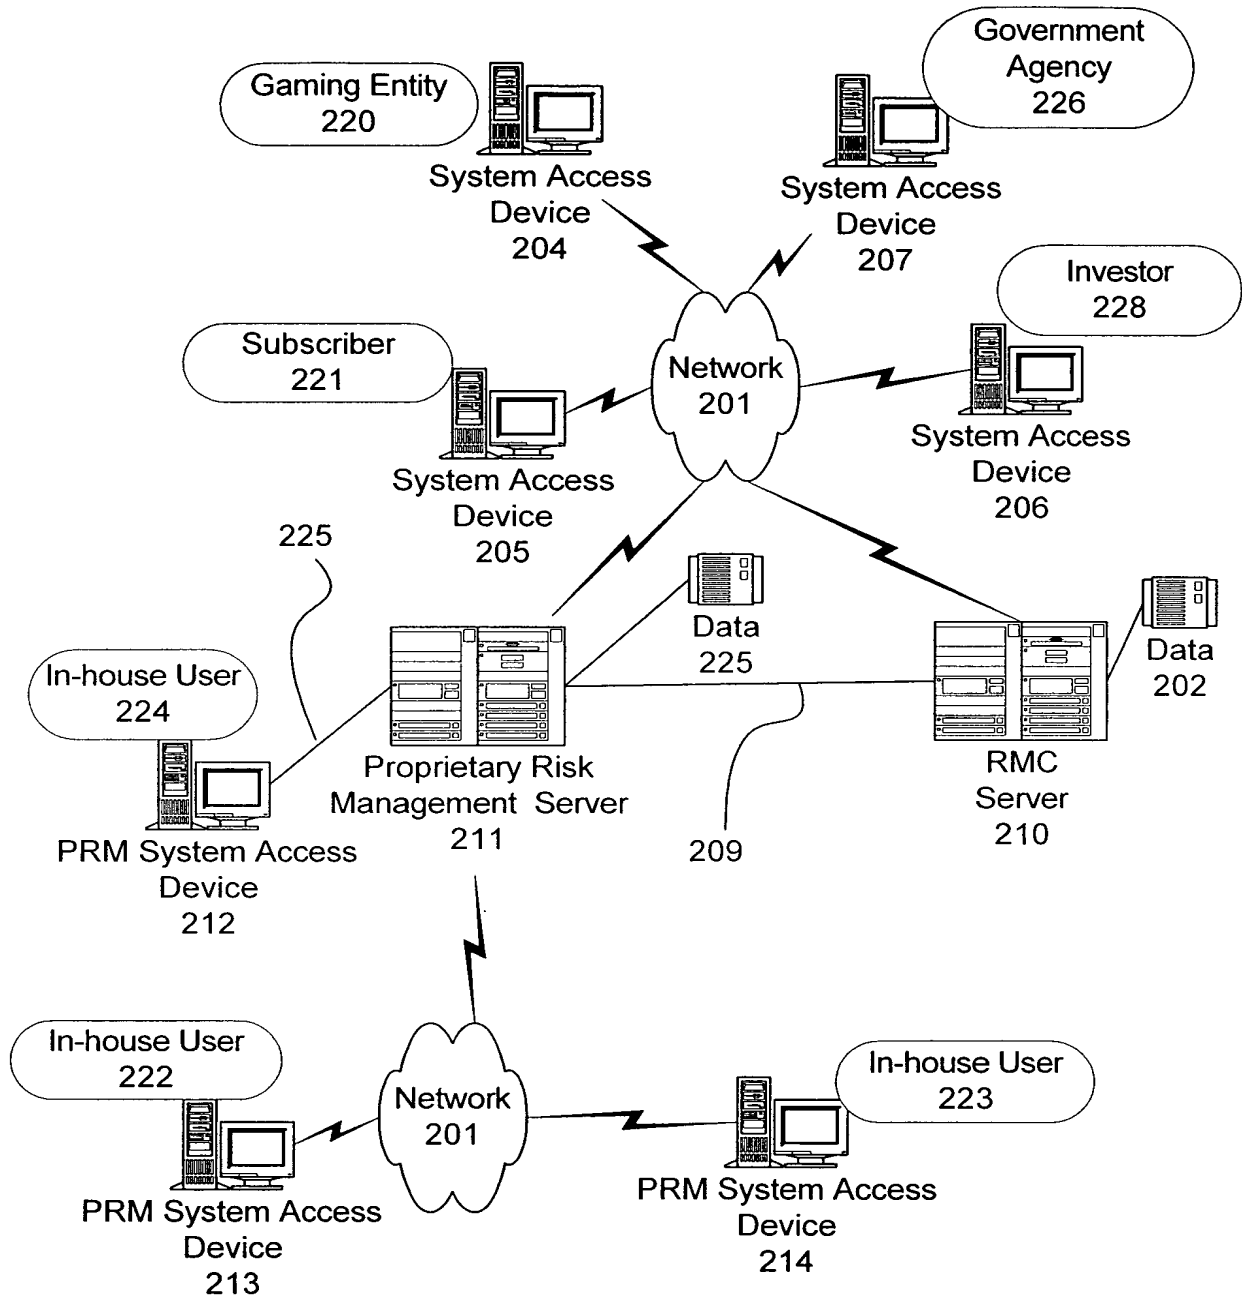 Government
Agency
226
Gaming Entity
220
System Access
Device
204
System Access
Device
207
Investor
228
Subscriber
221
Network
201
System Access
Device
206
System Access
Device
205
225
Data
225
Data
202
In-house User
224
Proprietary Risk
Management Server
211
RMC
Server
210
209
PRM System Access
Device
212
In-house User
222
Network
201
In-house User
223
PRM System Access
Device
213
PRM System Access
Device
214